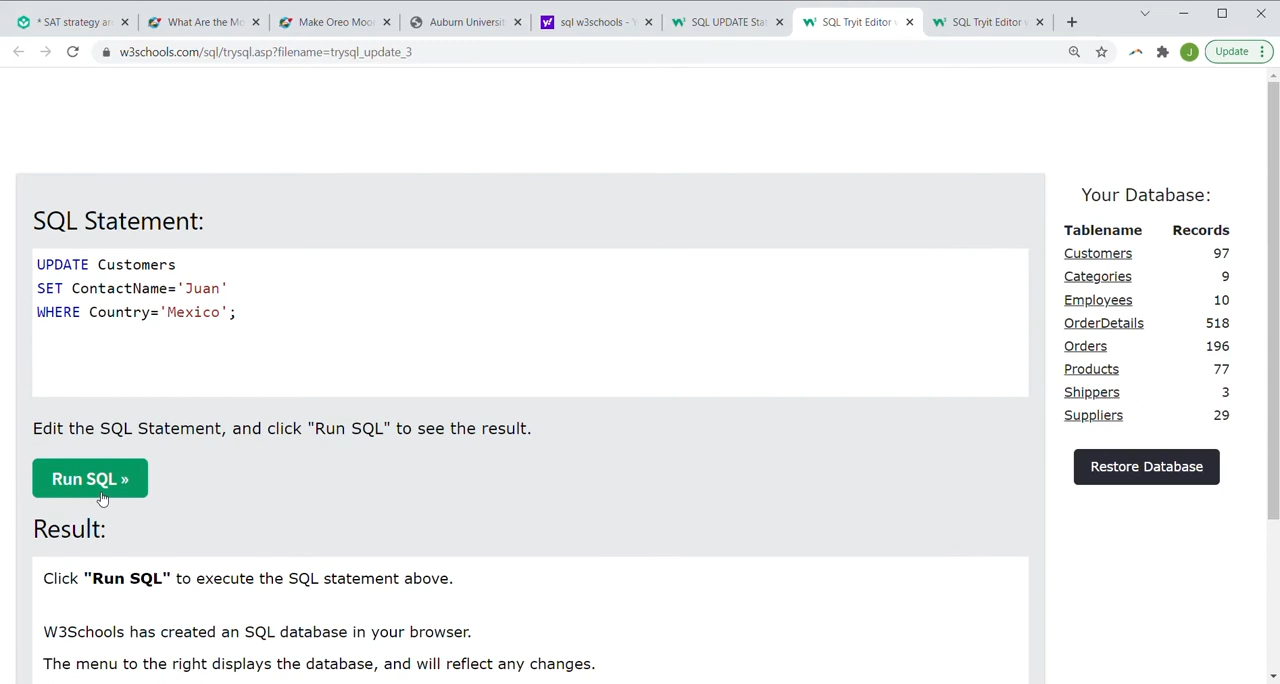 * SAT strategy an
What Are the Mo
Make Oreo Mooc
Auburn Universit
sql w3schools - Y
SQL UPDATE Stat
SQL Tryit Editor v
SQL Tryit Editor v
w3schools.com/sql/trysql.asp?filename=trysql_update_3
J
Update
SQL Statement:
UPDATE Customers
SET ContactName='Juan'
WHERE Country='Mexico';
Edit the SQL Statement, and click "Run SQL" to see the result.
Run SQL »
Result:
Click "Run SQL" to execute the SQL statement above.
W3Schools has created an SQL database in your browser.
The menu to the right displays the database, and will reflect any changes.
Your Database:
Tablename Records
Customers 97
Categories 9
Employees 10
OrderDetails 518
Orders 196
Products 77
Shippers 3
Suppliers 29
Restore Database